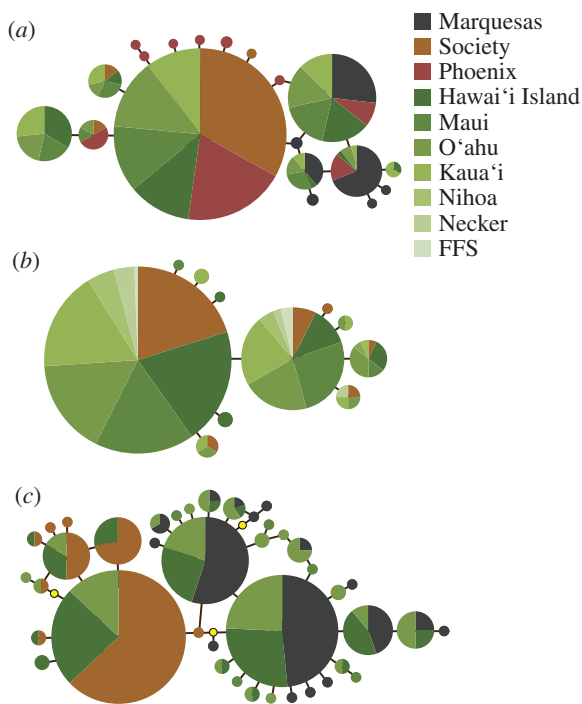 (a)
Marquesas
Society
Phoenix
Hawai‘i Island
Maui
O‘ahu
Kaua‘i
Nihoa
Necker
FFS
(b)
(c)